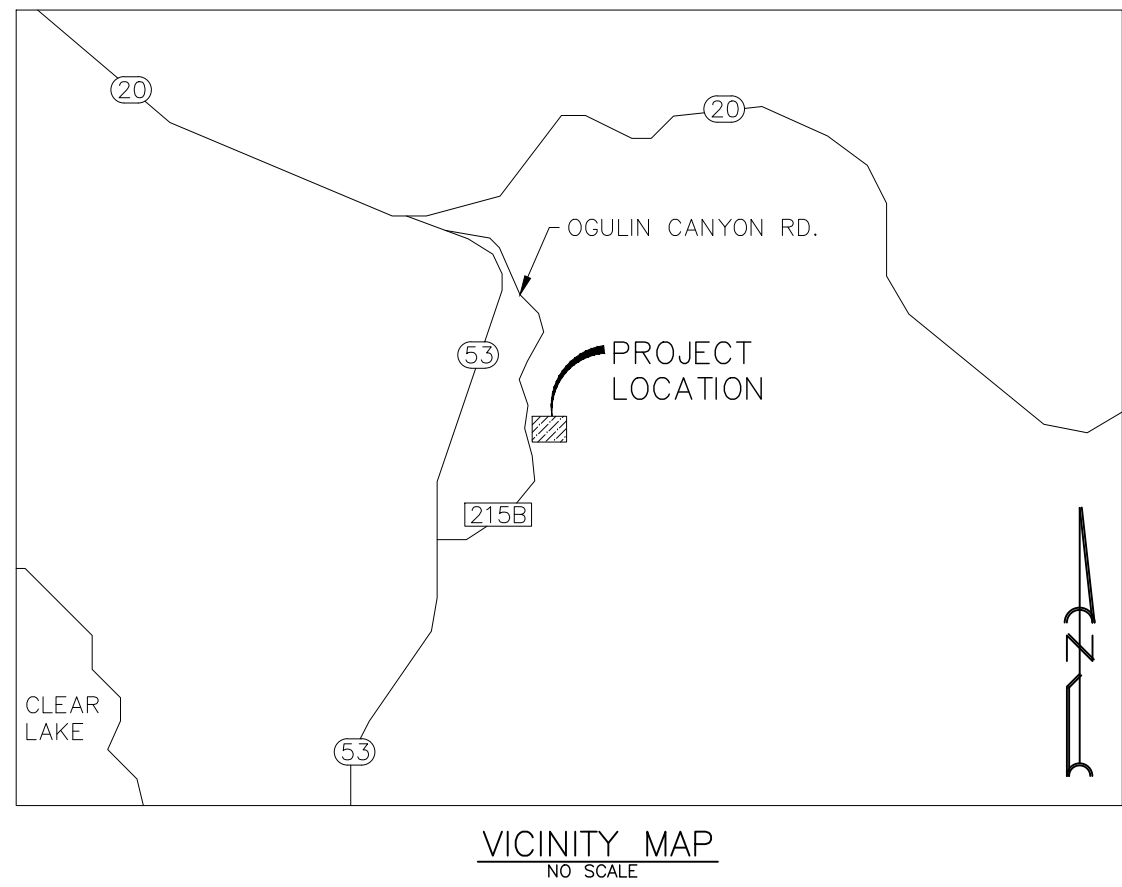 20
20
OGULIN CANYON RD.
53
PROJECT
LOCATION
215B
N
CLEAR
LAKE
53
VICINITY MAP
NO SCALE